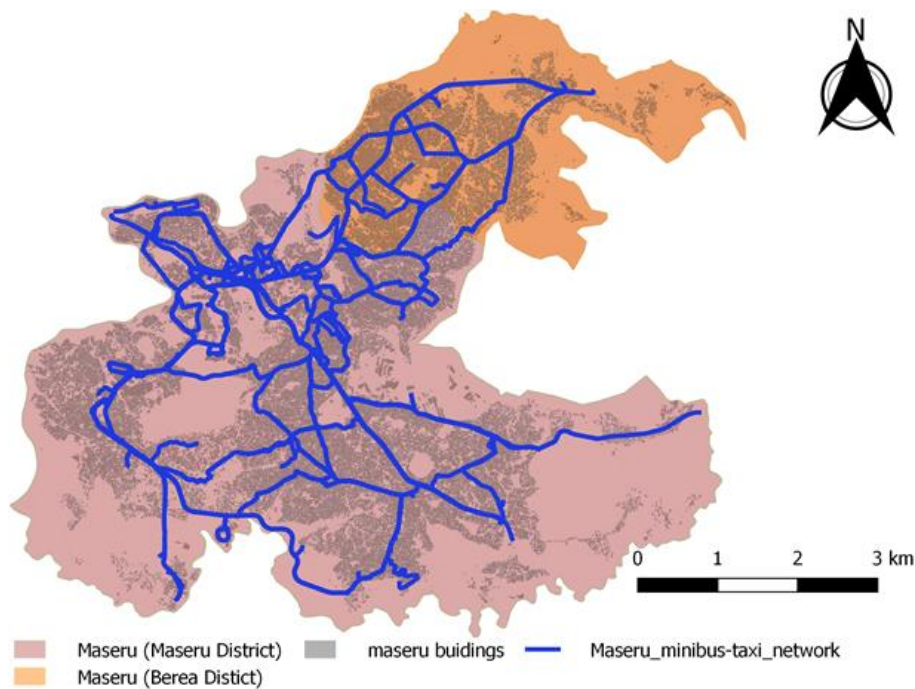 N
0 1 2 3 km
Maseru (Maseru District) maseru buidings Maseru_minibus-taxi_network
Maseru (Berea Distict)